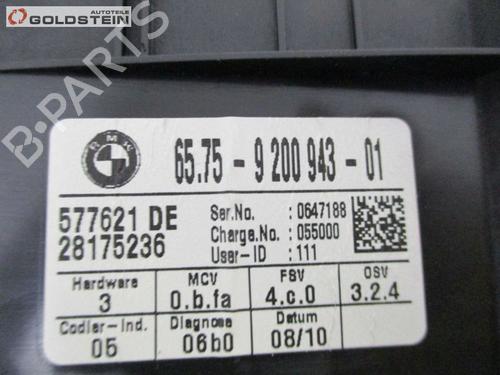 Autoteile
GOLDSTEIN
B-PARTS
BMW
65.75 - 9 200 943 - 01
577621 DE
28175236
Ser.No. : 0647188
Charge.No. : 055000
User-ID : 111
Hardware MCV FSV OSV
3 0.b.fa 4.c.0 3.2.4
Codier-Ind. Diagnose Datum
05 06b0 08/10